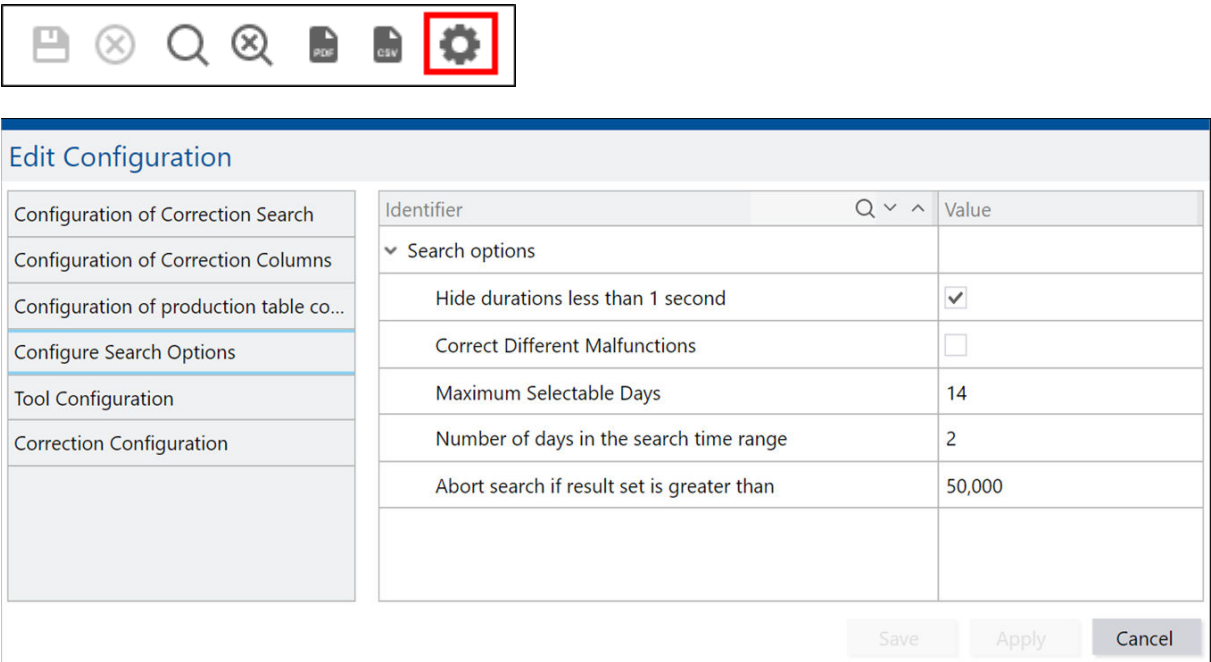 PDF CSV
Edit Configuration
Configuration of Correction Search
Configuration of Correction Columns
Configuration of production table co...
Configure Search Options
Tool Configuration
Correction Configuration
Identifier Value
Search options
Hide durations less than 1 second
Correct Different Malfunctions
Maximum Selectable Days 14
Number of days in the search time range 2
Abort search if result set is greater than 50,000
Save Apply Cancel